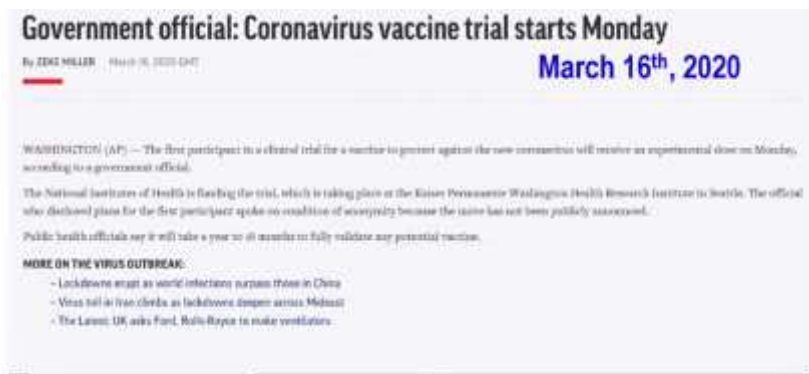 Government official: Coronavirus vaccine trial starts Monday
By ZEKE MILLER March 16, 2020 GMT
March 16th, 2020
WASHINGTON (AP) — The first participant in a clinical trial for a vaccine to protect against the new coronavirus will receive an experimental dose on Monday,
according to a government official.
The National Institutes of Health is funding the trial, which is taking place at the Kaiser Permanente Washington Health Research Institute in Seattle. The official
who disclosed plans for the first participant spoke on condition of anonymity because the move has not been publicly announced.
Public health officials say it will take a year to 18 months to fully validate any potential vaccine.
MORE ON THE VIRUS OUTBREAK:
- Lockdowns erupt as world infections surpass those in China
- Virus toll in Iran climbs as lockdowns deepen across Mideast
- The Latest: UK asks Ford, Rolls-Royce to make ventilators